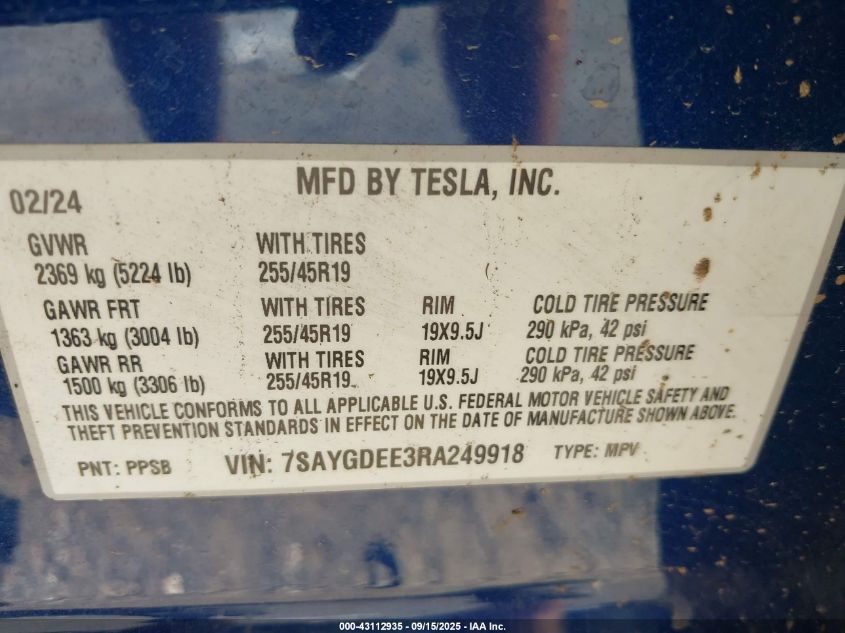 MFD BY TESLA, INC.
02/24
GVWR WITH TIRES
2369 kg (5224 lb) 255/45R19
GAWR FRT WITH TIRES RIM COLD TIRE PRESSURE
1363 kg (3004 lb) 255/45R19 19X9.5J 290 kPa, 42 psi
GAWR RR WITH TIRES RIM COLD TIRE PRESSURE
1500 kg (3306 lb) 255/45R19 19X9.5J 290 kPa, 42 psi
THIS VEHICLE CONFORMS TO ALL APPLICABLE U.S. FEDERAL MOTOR VEHICLE SAFETY AND
THEFT PREVENTION STANDARDS IN EFFECT ON THE DATE OF MANUFACTURE SHOWN ABOVE.
PNT: PPSB VIN: 7SAYGDEE3RA249918 TYPE: MPV
000-43112935 - 09/15/2025 - IAA Inc.